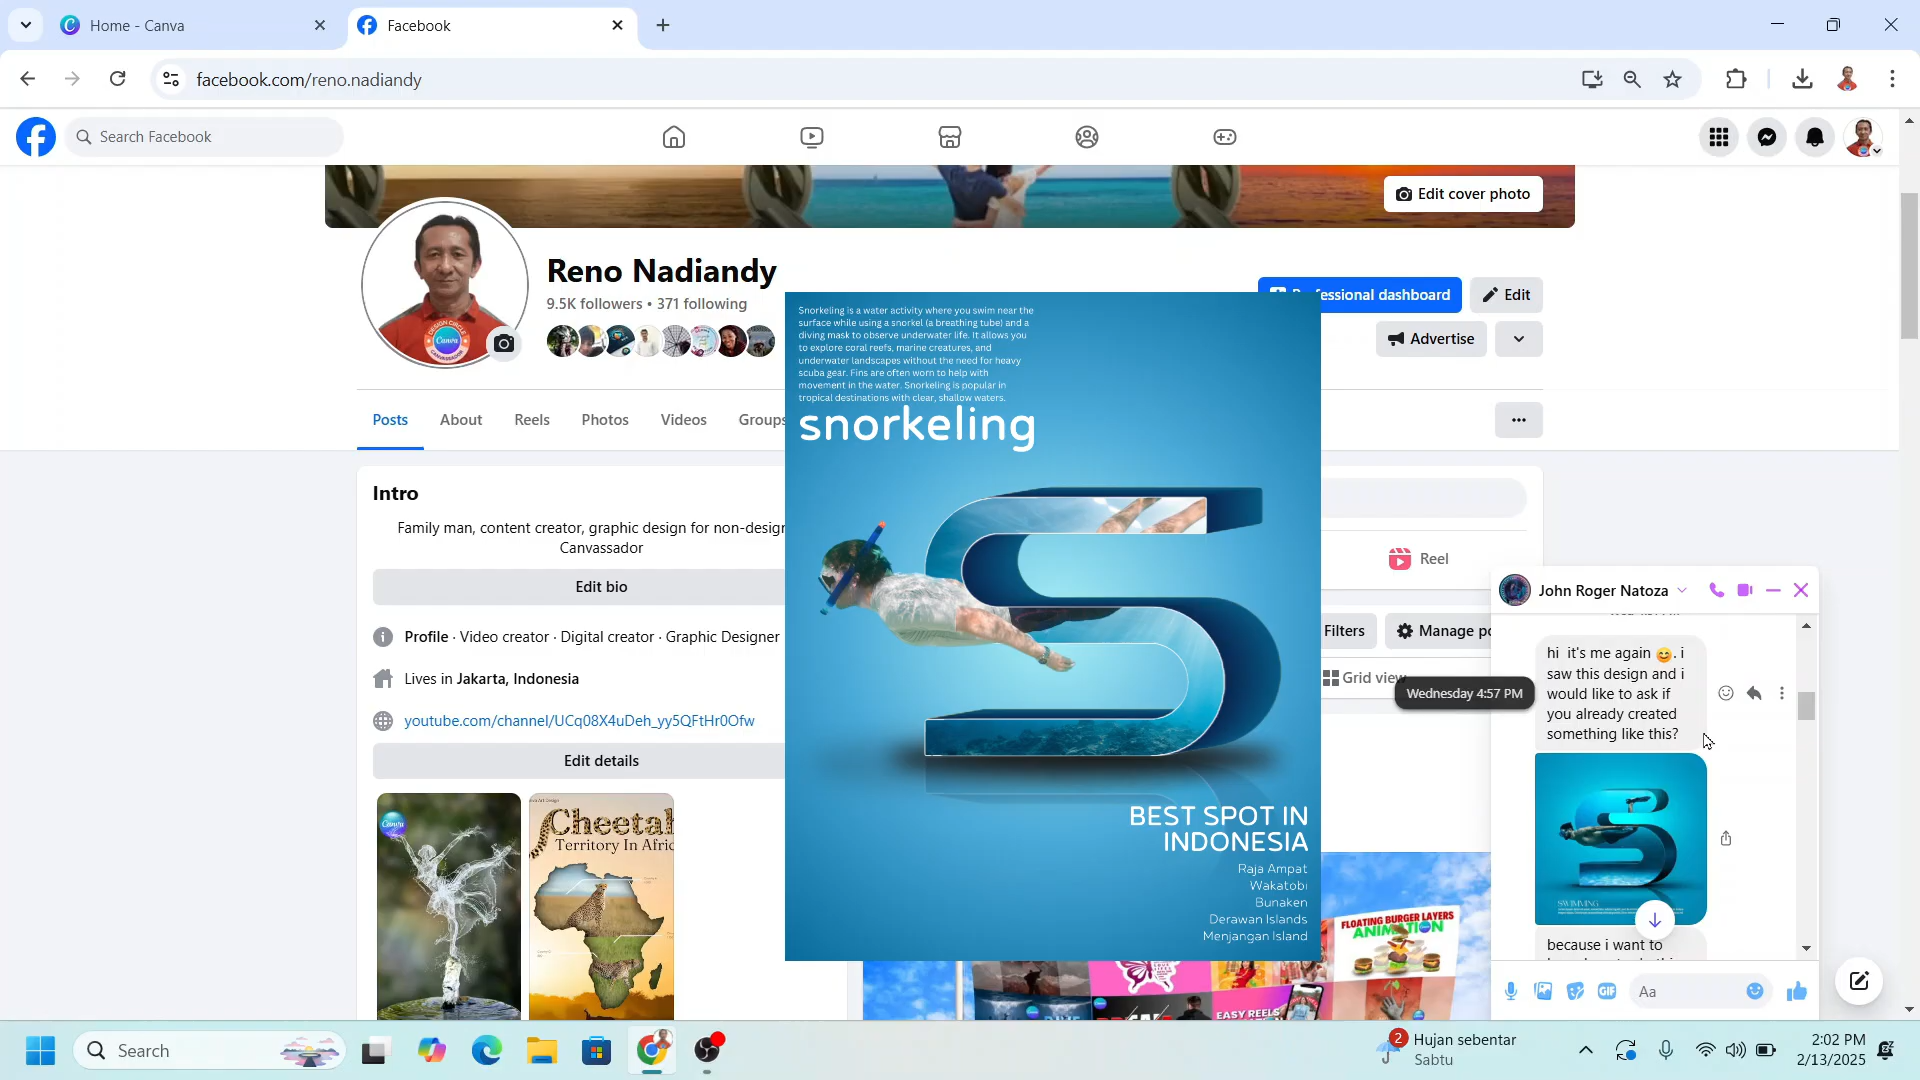 Home - Canva
Facebook
facebook.com/reno.nadiandy
Search Facebook
Edit cover photo
Reno Nadiandy
9.5K followers • 371 following
Professional dashboard
Edit
Advertise
Posts
About
Reels
Photos
Videos
Groups
Intro
Family man, content creator, graphic design for non-design
Canvassador
Edit bio
Profile · Video creator · Digital creator · Graphic Designer
Lives in Jakarta, Indonesia
youtube.com/channel/UCq08X4uDeh_yy5QFtHr0Ofw
Edit details
Canva
Cheetah
Territory In Afric
Snorkeling is a water activity where you swim near the
surface while using a snorkel (a breathing tube) and a
diving mask to observe underwater life. It allows you
to explore coral reefs, marine creatures, and
underwater landscapes without the need for heavy
scuba gear. Fins are often worn to help with
movement in the water. Snorkeling is popular in
tropical destinations with clear, shallow waters.
snorkeling
S
BEST SPOT IN
INDONESIA
Raja Ampat
Wakatobi
Bunaken
Derawan Islands
Menjangan Island
Reel
Filters
Manage po
Grid view
FLOATING BURGER LAYERS
ANIMATION
EASY REELS
John Roger Natoza
Wednesday 4:57 PM
hi it's me again 😊. i
saw this design and i
would like to ask if
you already created
something like this?
S
SWIMMING
because i want to
Aa
GIF
Search
2
Hujan sebentar
Sabtu
2:02 PM
2/13/2025